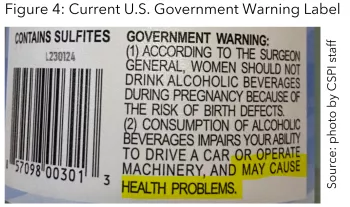 Figure 4: Current U.S. Government Warning Label
CONTAINS SULFITES
L230124
57098 00301 3
GOVERNMENT WARNING:
(1) ACCORDING TO THE SURGEON
GENERAL, WOMEN SHOULD NOT
DRINK ALCOHOLIC BEVERAGES
DURING PREGNANCY BECAUSE OF
THE RISK OF BIRTH DEFECTS.
(2) CONSUMPTION OF ALCOHOLIC
BEVERAGES IMPAIRS YOUR ABILITY
TO DRIVE A CAR OR OPERATE
MACHINERY, AND MAY CAUSE
HEALTH PROBLEMS.
Source: photo by CSPI staff